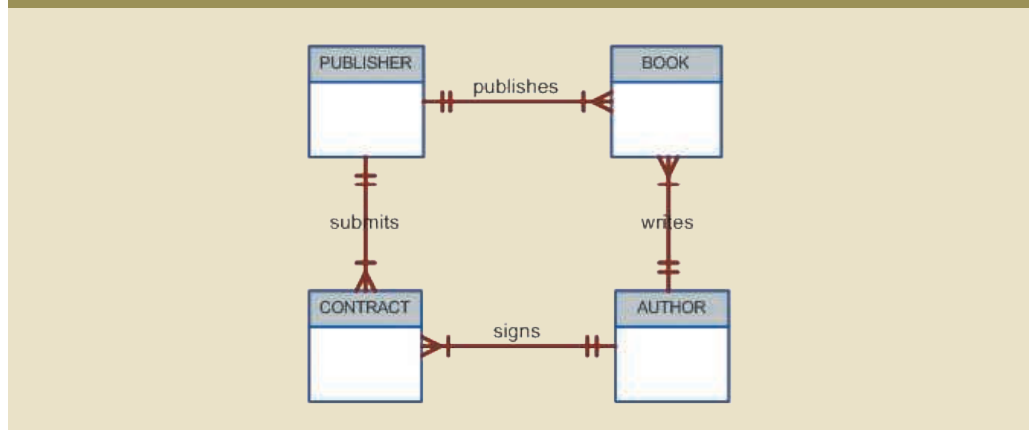 PUBLISHER
publishes
BOOK
submits
writes
CONTRACT
signs
AUTHOR